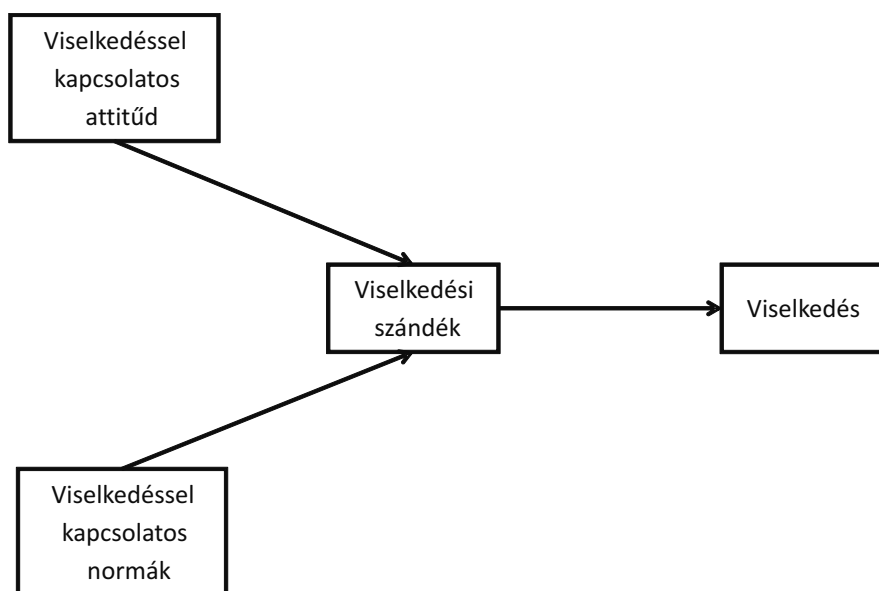 Viselkedéssel
kapcsolatos
attitűd
Viselkedési
szándék
Viselkedés
Viselkedéssel
kapcsolatos
normák